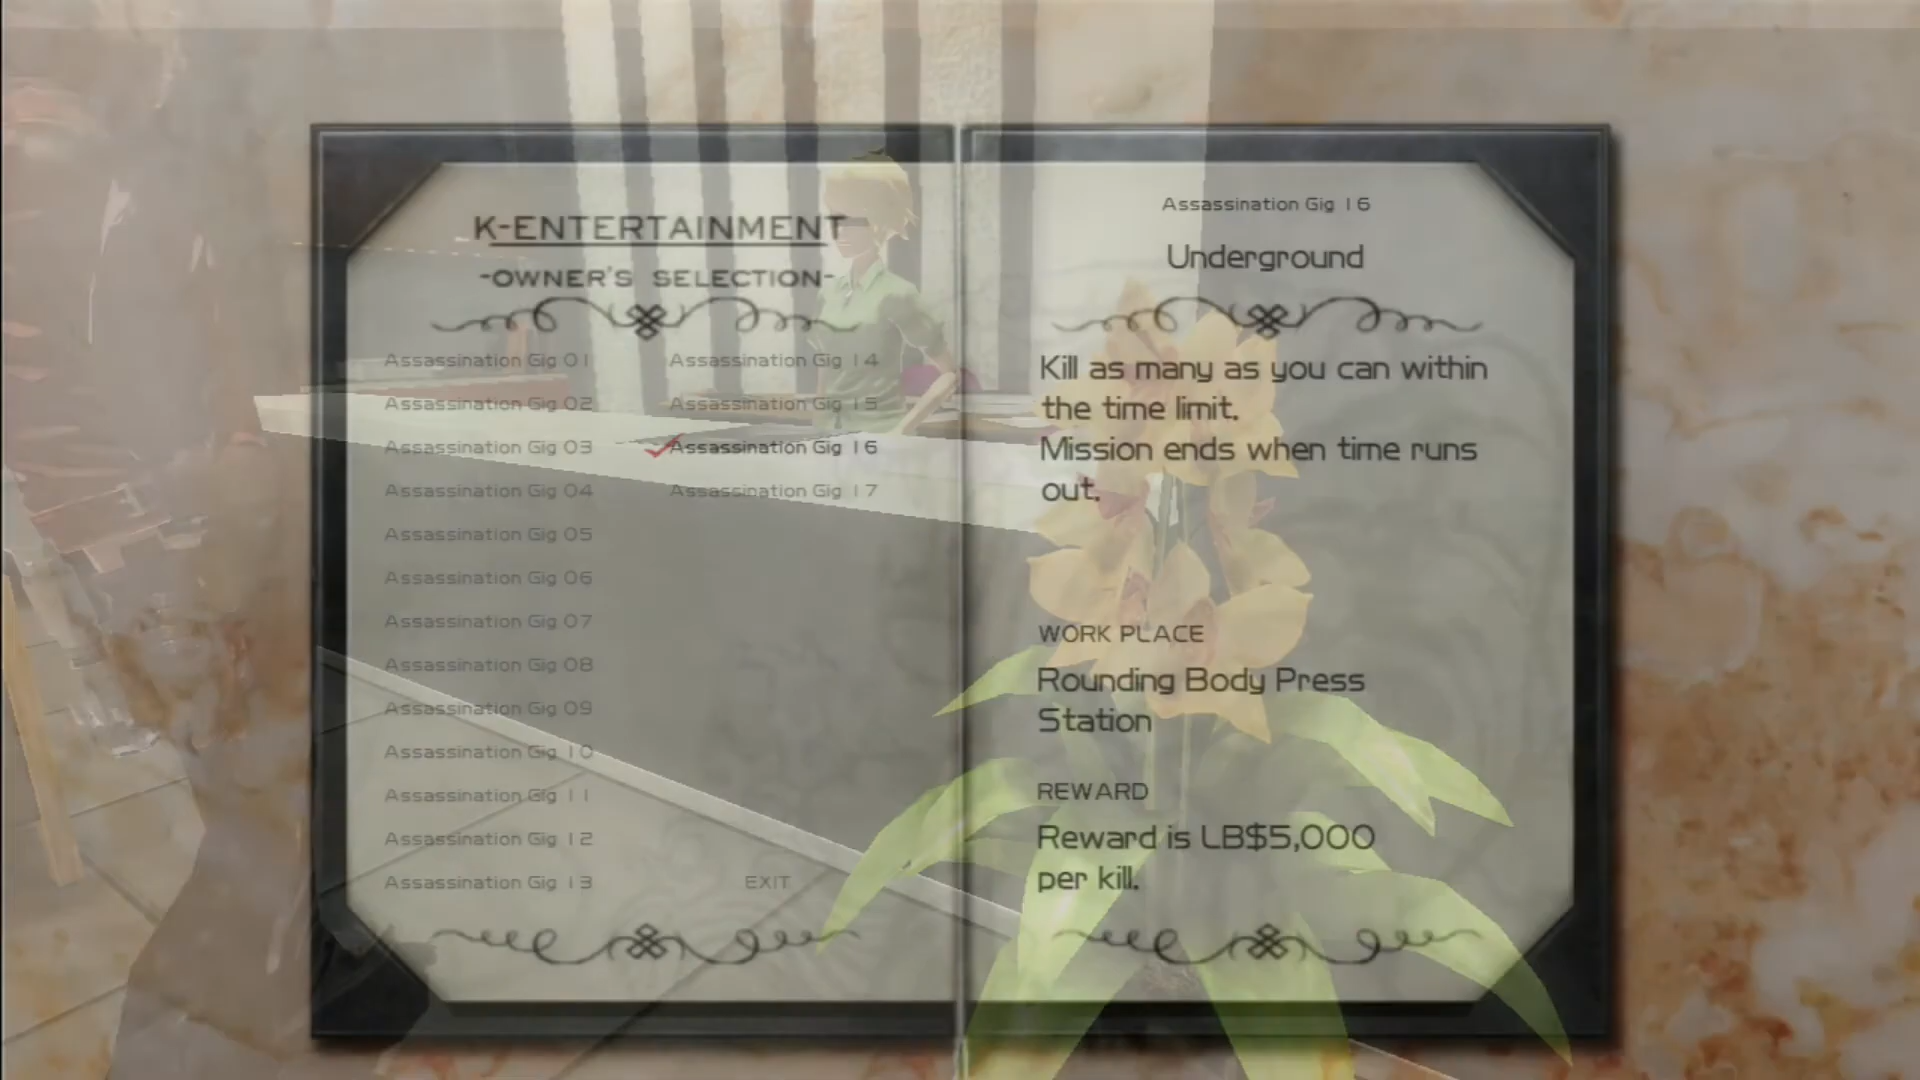 K-ENTERTAINMENT
-OWNER'S SELECTION-
Assassination Gig 01
Assassination Gig 02
Assassination Gig 03
Assassination Gig 04
Assassination Gig 05
Assassination Gig 06
Assassination Gig 07
Assassination Gig 08
Assassination Gig 09
Assassination Gig 10
Assassination Gig 11
Assassination Gig 12
Assassination Gig 13
Assassination Gig 14
Assassination Gig 15
Assassination Gig 16
Assassination Gig 17
EXIT
Assassination Gig 16
Underground
Kill as many as you can within
the time limit.
Mission ends when time runs
out.
WORK PLACE
Rounding Body Press
Station
REWARD
Reward is LB$5,000
per kill.